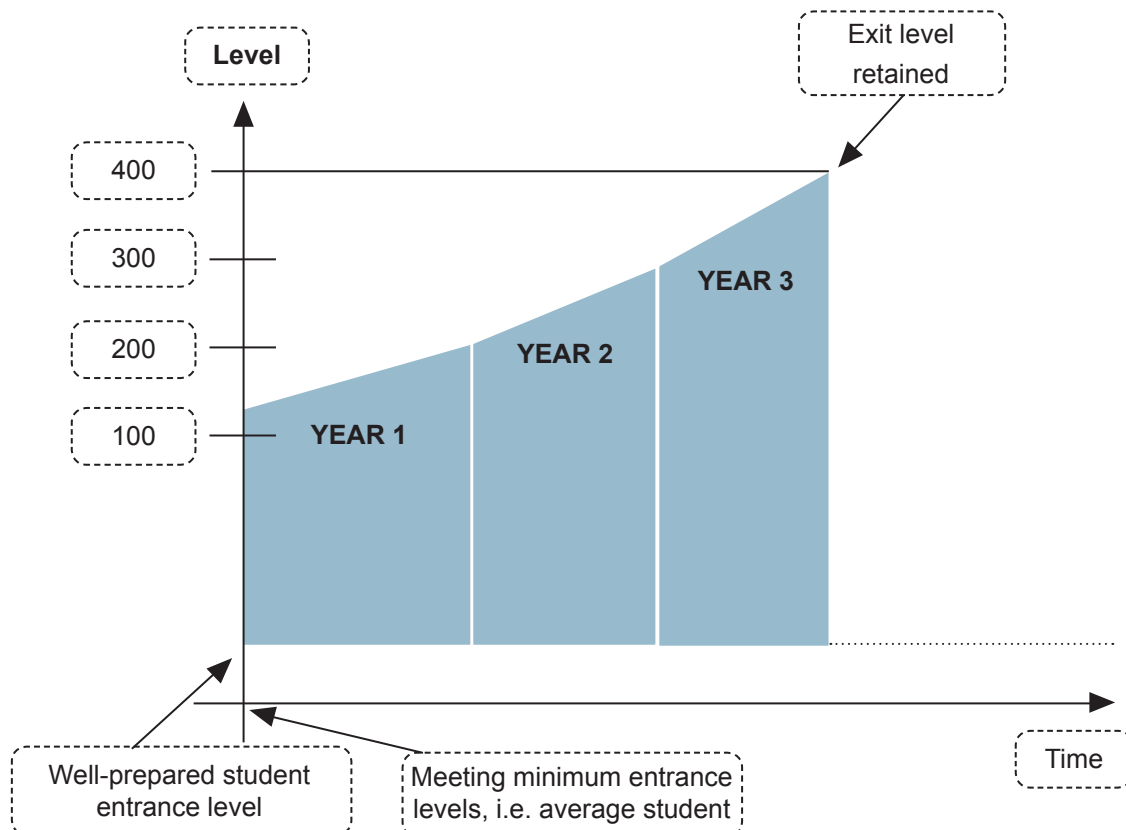 Level
Exit level
retained
400
300
200
100
YEAR 1
YEAR 2
YEAR 3
Well-prepared student
entrance level
Meeting minimum entrance
levels, i.e. average student
Time